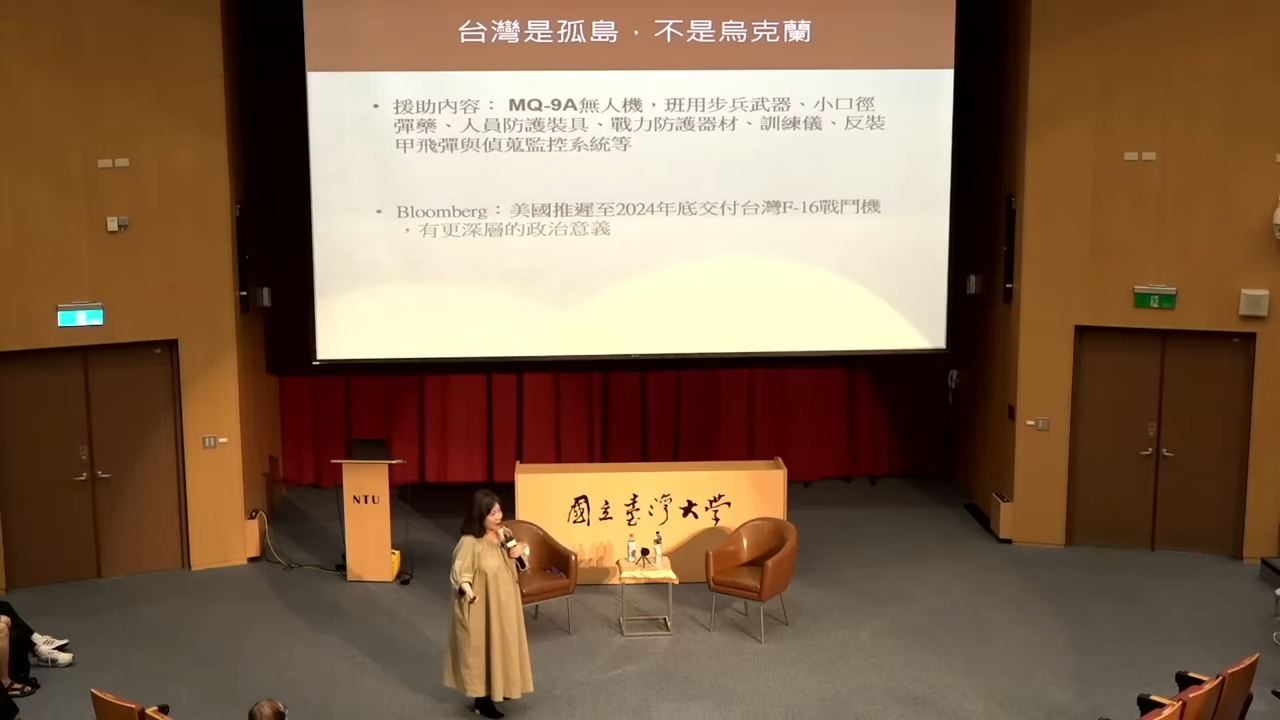 台灣是孤島，不是烏克蘭
• 援助內容： MQ-9A無人機，班用步兵武器、小口徑
彈藥、人員防護裝具、戰力防護器材、訓練儀、反裝
甲飛彈與偵蒐監控系統等
• Bloomberg：美國推遲至2024年底交付台灣F-16戰鬥機
，有更深層的政治意義
NTU
國立臺灣大學